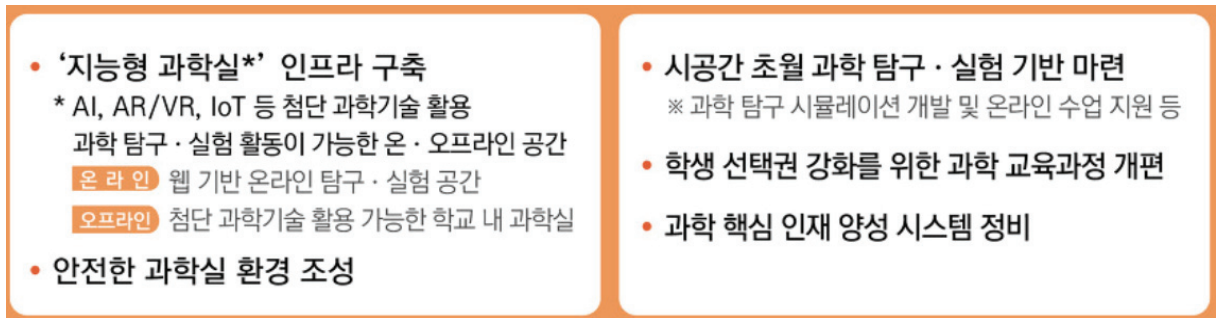 • ‘지능형 과학실*’ 인프라 구축
* AI, AR/VR, IoT 등 첨단 과학기술 활용
과학 탐구 · 실험 활동이 가능한 온 · 오프라인 공간
온 라 인 웹 기반 온라인 탐구 · 실험 공간
오프라인 첨단 과학기술 활용 가능한 학교 내 과학실
• 안전한 과학실 환경 조성
• 시공간 초월 과학 탐구 · 실험 기반 마련
※ 과학 탐구 시뮬레이션 개발 및 온라인 수업 지원 등
• 학생 선택권 강화를 위한 과학 교육과정 개편
• 과학 핵심 인재 양성 시스템 정비